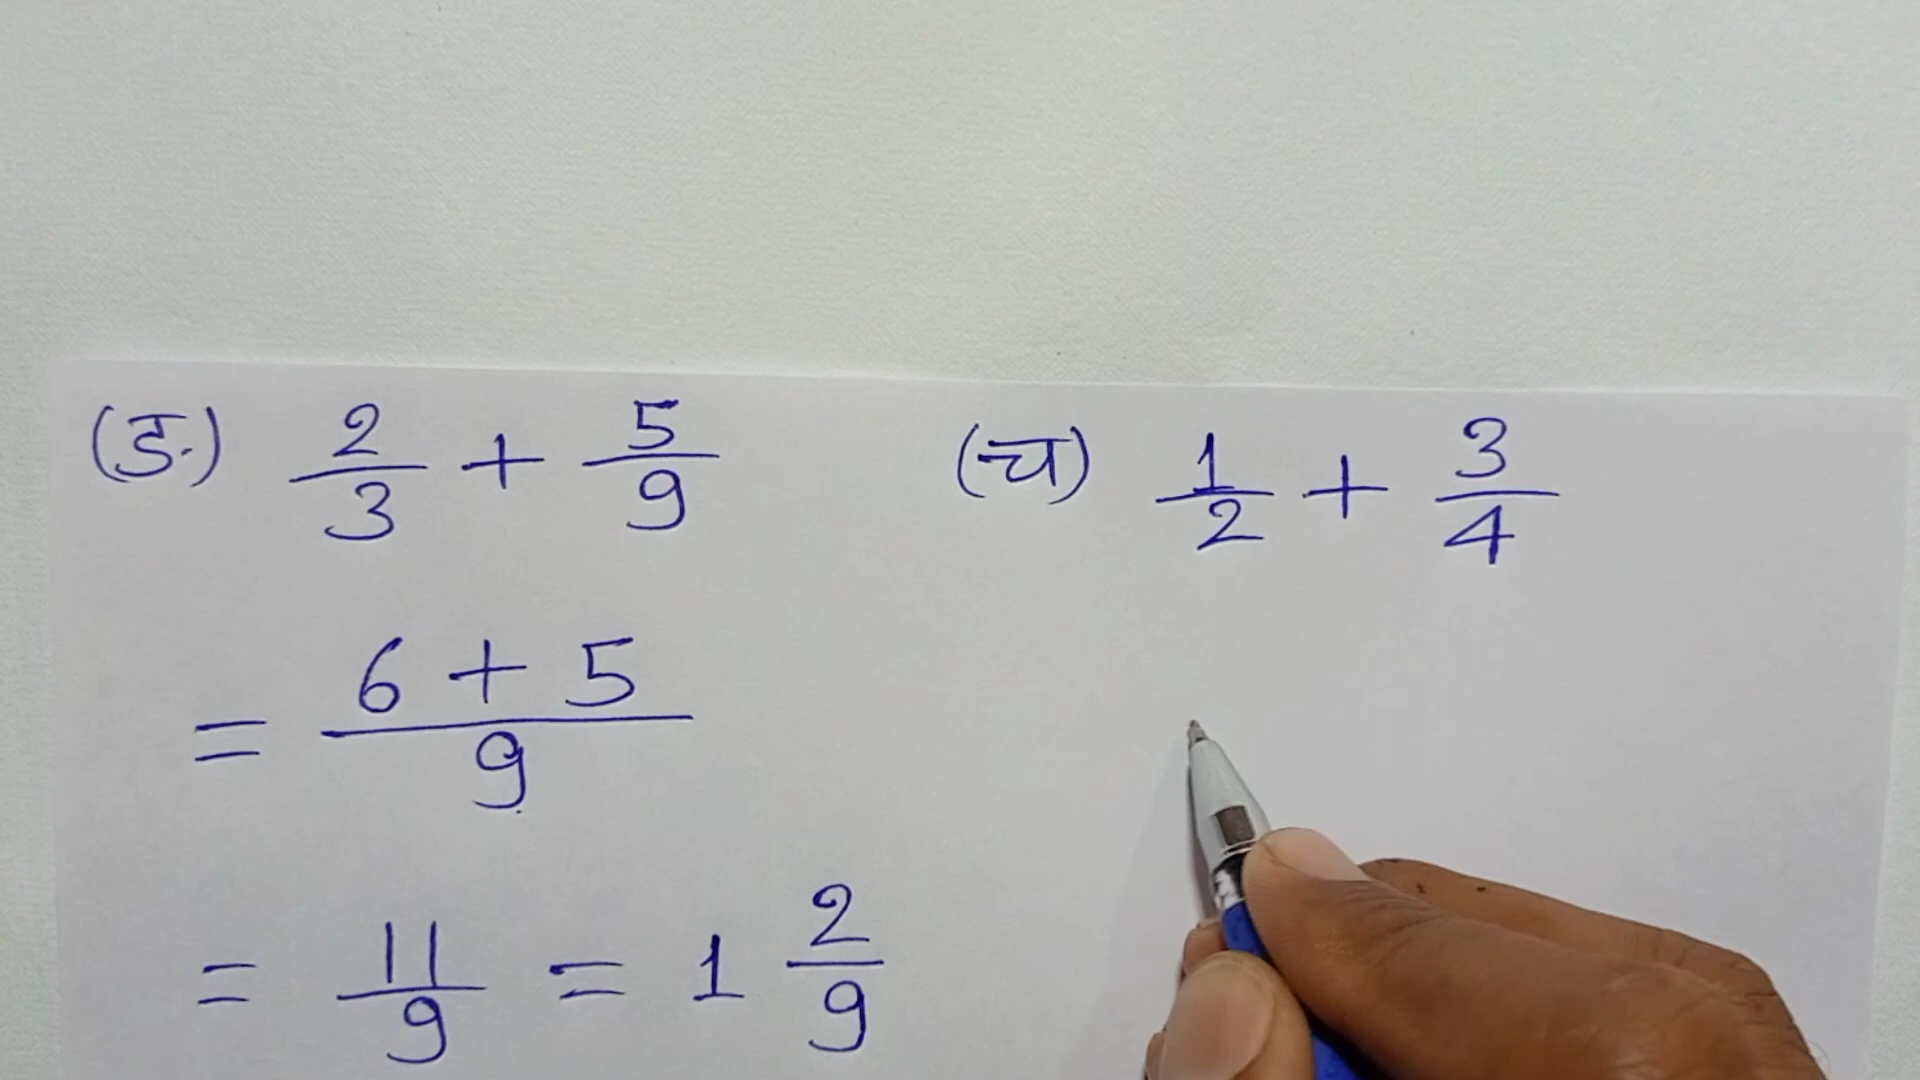 (ङ) 2/3 + 5/9
= 6 + 5 / 9
= 11/9 = 1 2/9
(च) 1/2 + 3/4